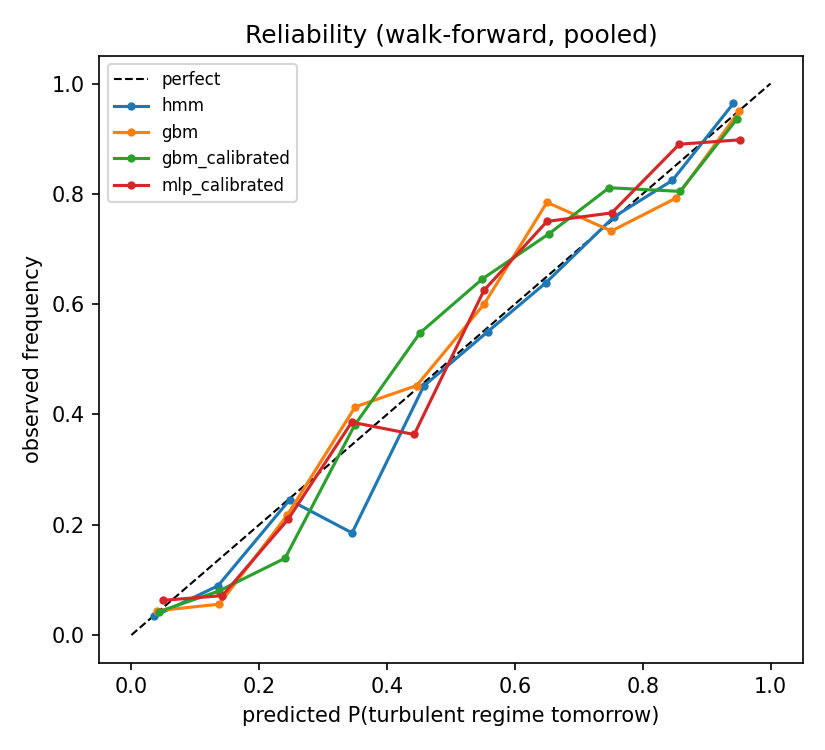 Reliability (walk-forward, pooled)
perfect
hmm
gbm
gbm_calibrated
mlp_calibrated
observed frequency
1.0
0.8
0.6
0.4
0.2
0.0
0.0 0.2 0.4 0.6 0.8 1.0
predicted P(turbulent regime tomorrow)